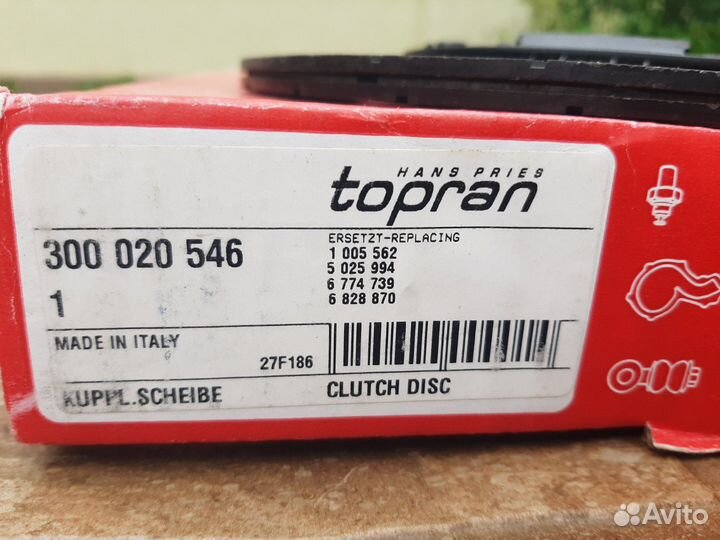 HANS PRIES
topran
300 020 546
1
ERSETZT-REPLACING
1 005 562
5 025 994
6 774 739
6 828 870
MADE IN ITALY
27F186
KUPPL.SCHEIBE
CLUTCH DISC
Avito